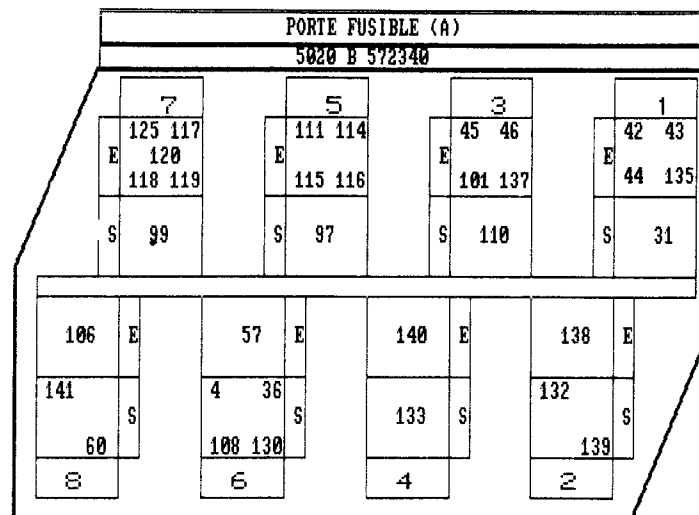 PORTE FUSIBLE (A)
5020 B 572340
7 5 3 1
125 117 111 114 45 46 42 43
E 120 E E E
118 119 115 116 101 137 44 135
S 99 S 97 S 110 S 31
106 E 57 E 140 E 138 E
141 4 36 132
S S 133 S S
60 108 130 139
8 6 4 2